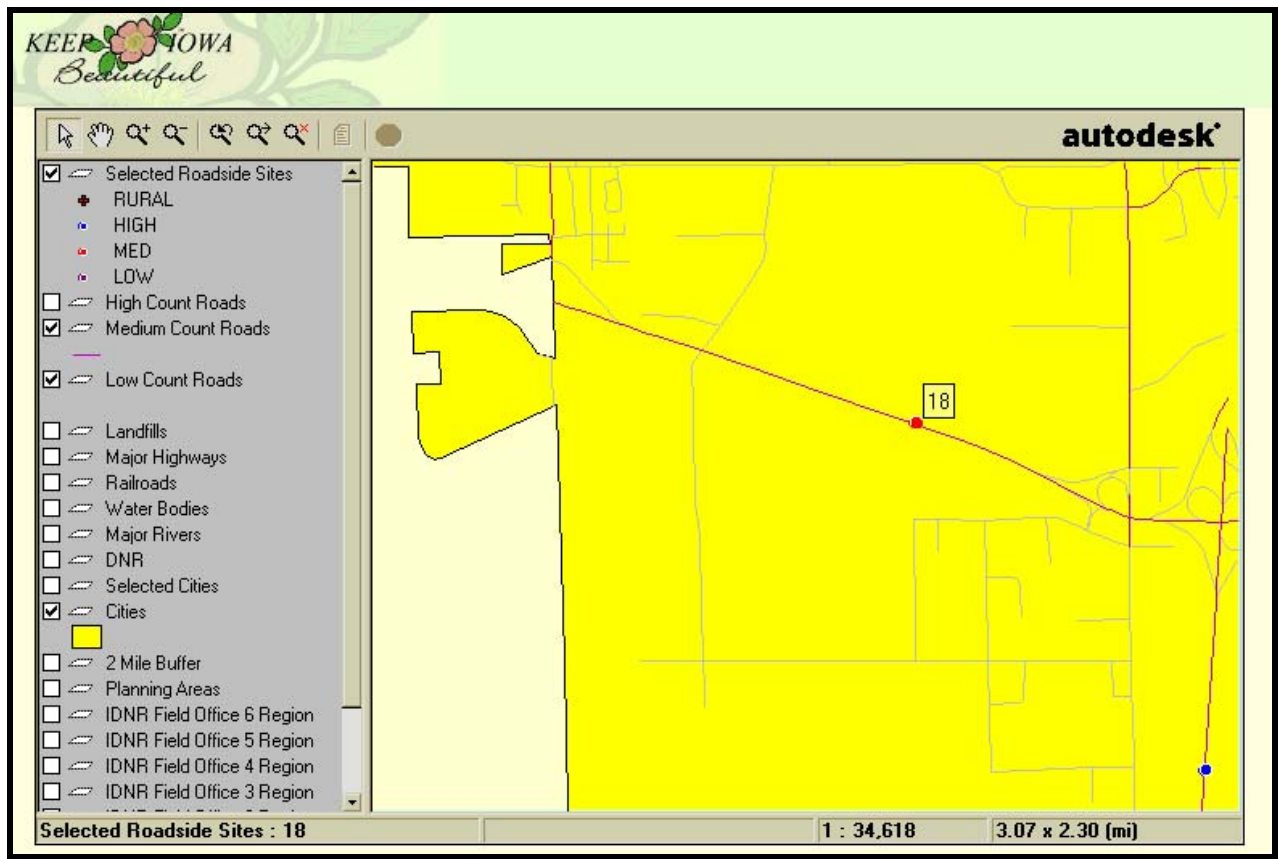 KEEP IOWA
Beautiful
autodesk
Selected Roadside Sites
RURAL
HIGH
MED
LOW
High Count Roads
Medium Count Roads
Low Count Roads
Landfills
Major Highways
Railroads
Water Bodies
Major Rivers
DNR
Selected Cities
Cities
2 Mile Buffer
Planning Areas
IDNR Field Office 6 Region
IDNR Field Office 5 Region
IDNR Field Office 4 Region
IDNR Field Office 3 Region
18
Selected Roadside Sites : 18
1 : 34,618
3.07 x 2.30 (mi)